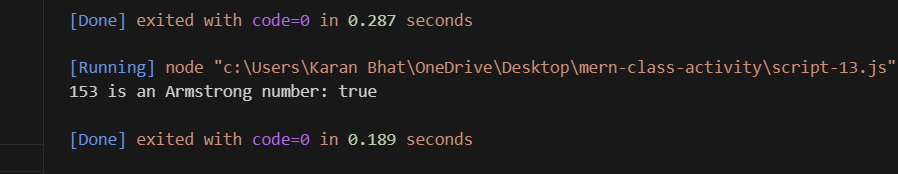 [Done] exited with code=0 in 0.287 seconds
[Running] node "c:\Users\Karan Bhat\OneDrive\Desktop\mern-class-activity\script-13.js"
153 is an Armstrong number: true
[Done] exited with code=0 in 0.189 seconds